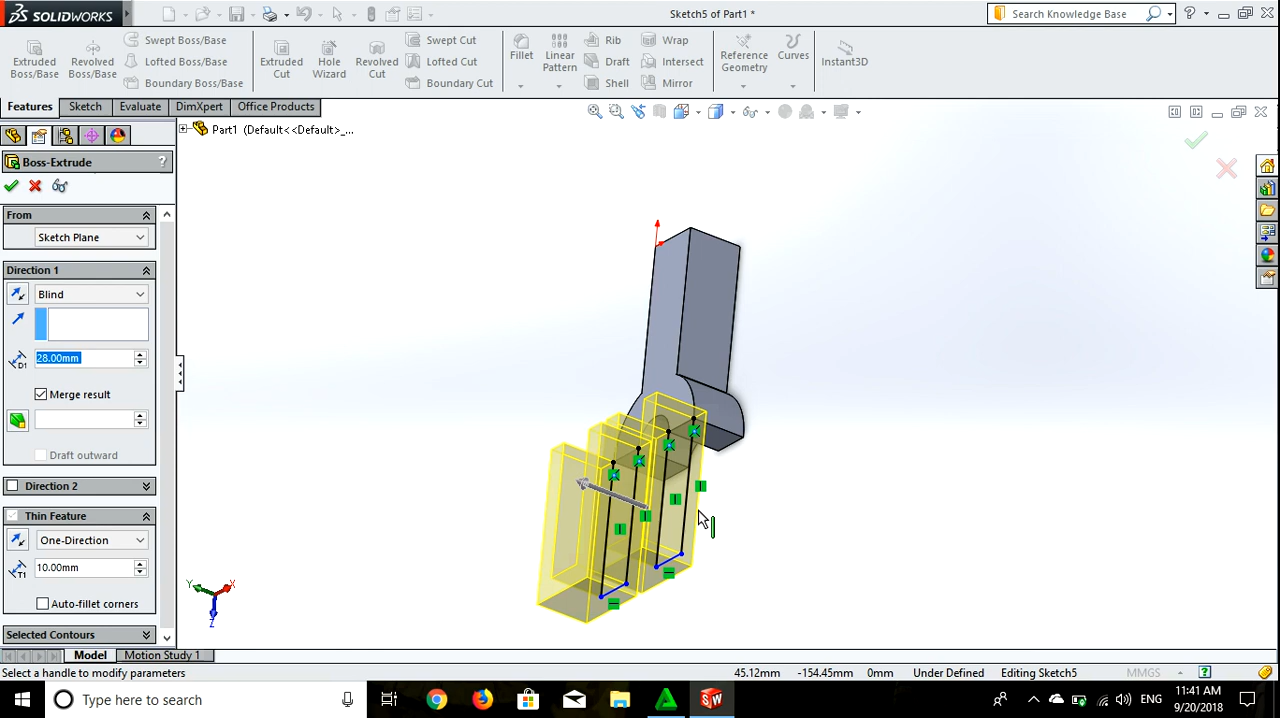 SOLIDWORKS
Sketch5 of Part1 *
Search Knowledge Base
Extruded Boss/Base
Revolved Boss/Base
Swept Boss/Base
Lofted Boss/Base
Boundary Boss/Base
Extruded Cut
Hole Wizard
Revolved Cut
Swept Cut
Lofted Cut
Boundary Cut
Fillet
Linear Pattern
Rib
Draft
Shell
Wrap
Intersect
Mirror
Reference Geometry
Curves
Instant3D
Features
Sketch
Evaluate
DimXpert
Office Products
Part1 (Default<<Default>_...
Boss-Extrude
?
From
Sketch Plane
Direction 1
Blind
D1
28.00mm
Merge result
Draft outward
Direction 2
Thin Feature
One-Direction
T1
10.00mm
Auto-fillet corners
Selected Contours
Y
X
Z
Model
Motion Study 1
Select a handle to modify parameters
45.12mm
-154.45mm
0mm
Under Defined
Editing Sketch5
MMGS
?
Type here to search
SW
ENG
11:41 AM
9/20/2018